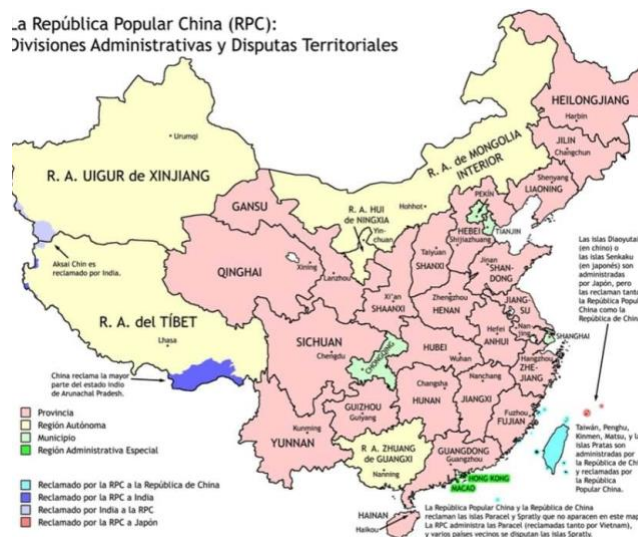 La República Popular China (RPC):
Divisiones Administrativas y Disputas Territoriales
HEILONGJIANG
Harbin
JILIN
Changchun
Urumqi
R. A. de MONGOLIA
INTERIOR
Shenyang
LIAONING
R. A. UIGUR de XINJIANG
GANSU
R. A. HUI
de NINGXIA
Yin-
chuan
Hohhot
PEKÍN
TIANJIN
HEBEI
Shijiazhuang
Aksai Chin es
reclamado por India.
QINGHAI
Xining
Lanzhou
Taiyuan
SHANXI
Jinan
SHAN-
DONG
Las islas Diaoyutai
(en chino) o
las islas Senkaku
(en japonés) son
administradas
por Japón, pero
las reclaman tanto
la República Popul
China como la
República de Chin
Xi'an
SHAANXI
Zhengzhou
HENAN
JIANG-
SU
Nan-
jing
R. A. del TÍBET
Lhasa
SICHUAN
Chengdu
CHONGQING
HUBEI
Wuhan
Hefei
ANHUI
SHANGHAI
Hangzhou
ZHE-
JIANG
China reclama la mayor
parte del estado indio
de Arunachal Pradesh.
Changsha
HUNAN
Nanchang
JIANGXI
GUIZHOU
Guiyang
Fuzhou
FUJIAN
Kunming
YUNNAN
R. A. ZHUANG
de GUANGXI
Nanning
GUANGDONG
Guangzhou
HONG KONG
MACAO
HAINAN
Haikou
Taiwán, Penghu,
Kinmen, Matsu, y la
islas Pratas son
administradas por
la República de Chi
y reclamadas por
la República
Popular China.
Provincia
Región Autónoma
Municipio
Región Administrativa Especial
Reclamado por la RPC a la República de China
Reclamado por la RPC a India
Reclamado por India a la RPC
Reclamado por la RPC a Japón
La República Popular China y la República de China
reclaman las islas Paracel y Spratly que no aparecen en este map
La RPC administra las Paracel (reclamadas tanto por Vietnam),
y varios países vecinos se disputan las islas Spratly.